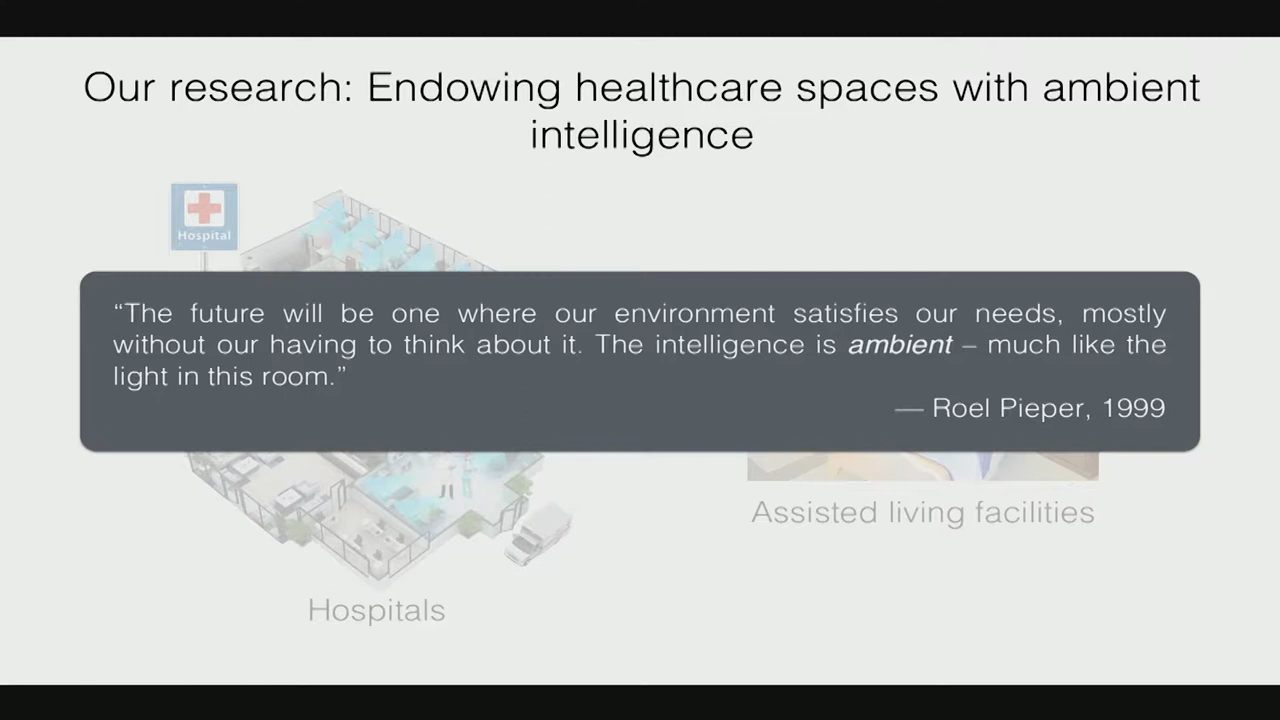 Our research: Endowing healthcare spaces with ambient
intelligence
Hospital
“The future will be one where our environment satisfies our needs, mostly
without our having to think about it. The intelligence is ambient – much like the
light in this room.”
— Roel Pieper, 1999
Assisted living facilities
Hospitals